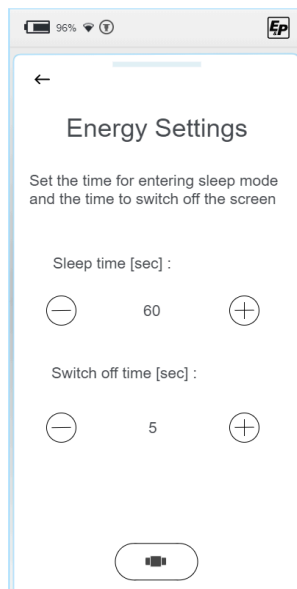 96%
EP
Energy Settings
Set the time for entering sleep mode
and the time to switch off the screen
Sleep time [sec] :
60
Switch off time [sec] :
5